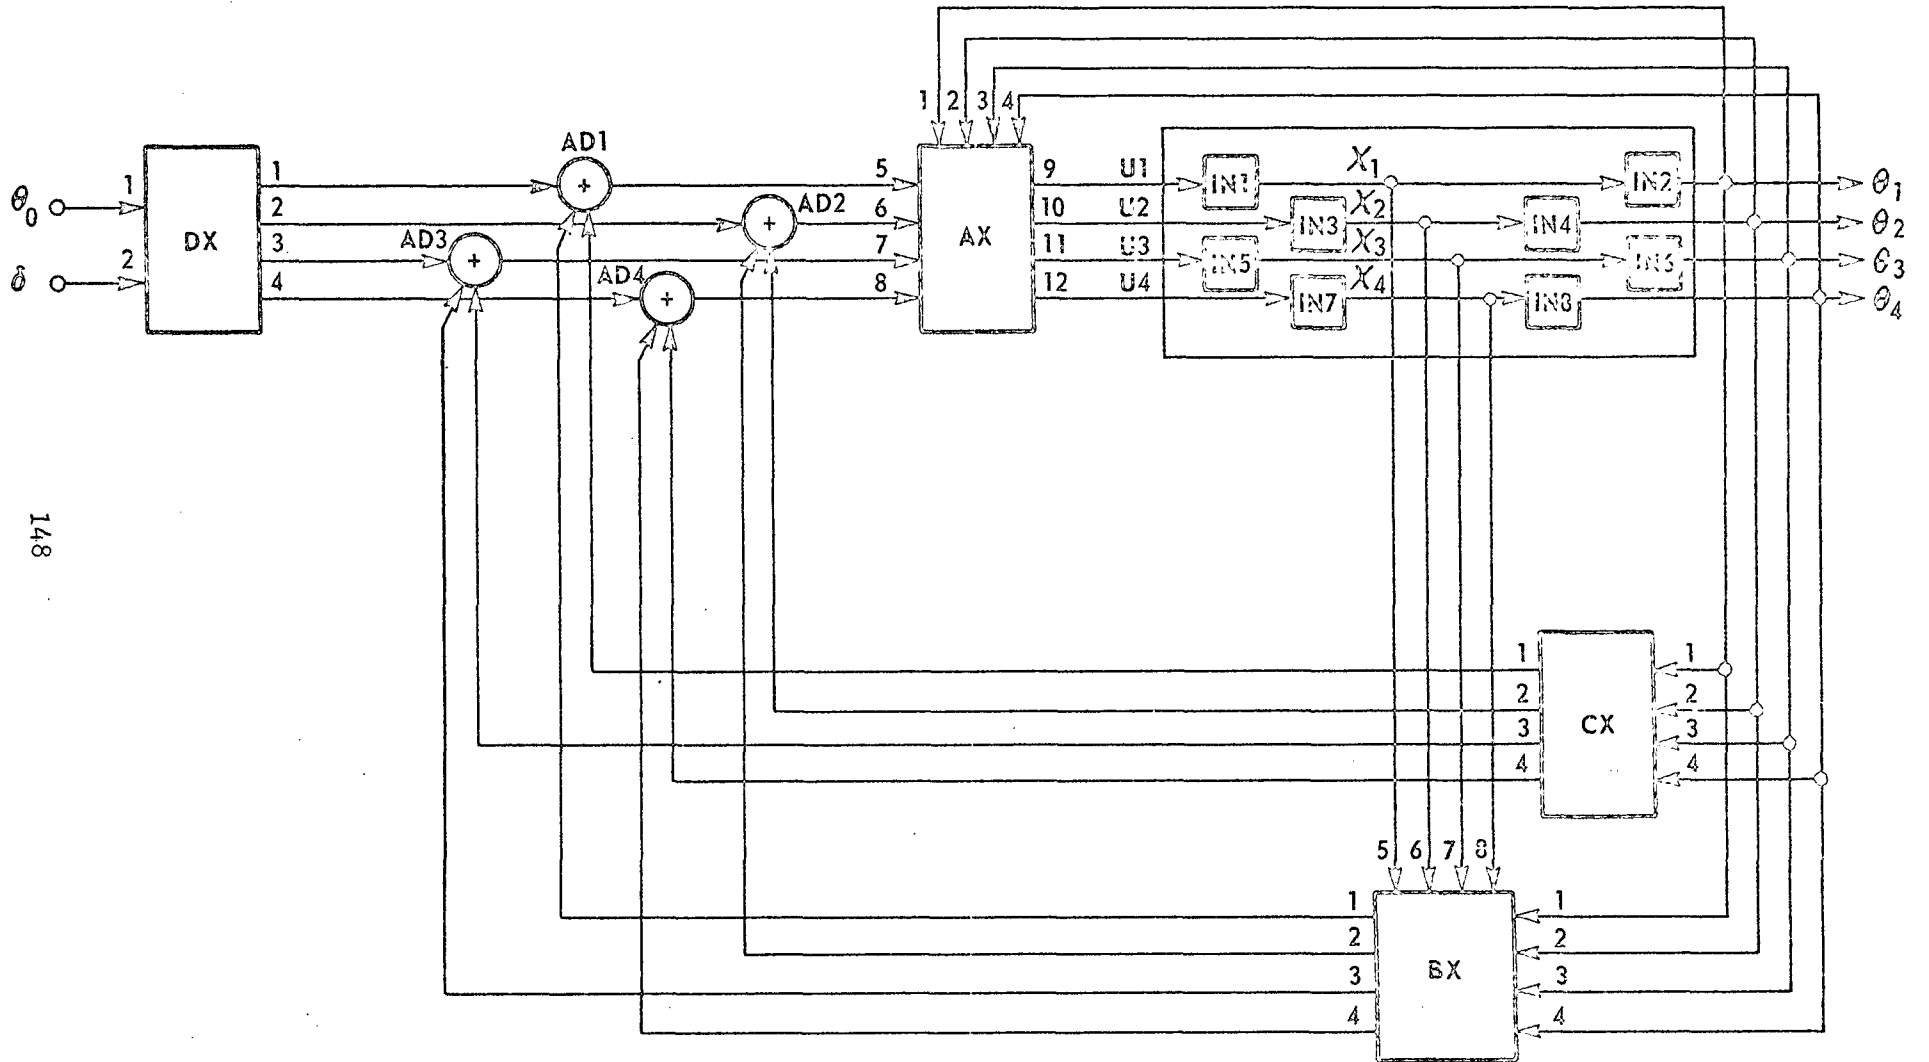 1 2 3 4
AD1
θ0 1 DX 1 5 AX 9 U1 IN1 X1 IN2 θ1
2 AD2 6 10 U2 IN3 X2 IN4 θ2
AD3 3 7 11 U3 IN5 X3 IN6 θ3
δ 2 4 AD4 8 12 U4 IN7 X4 IN8 θ4
+ + + +
148
1 CX 1
2 2
3 3
4 4
5 6 7 8
1 BX 1
2 2
3 3
4 4